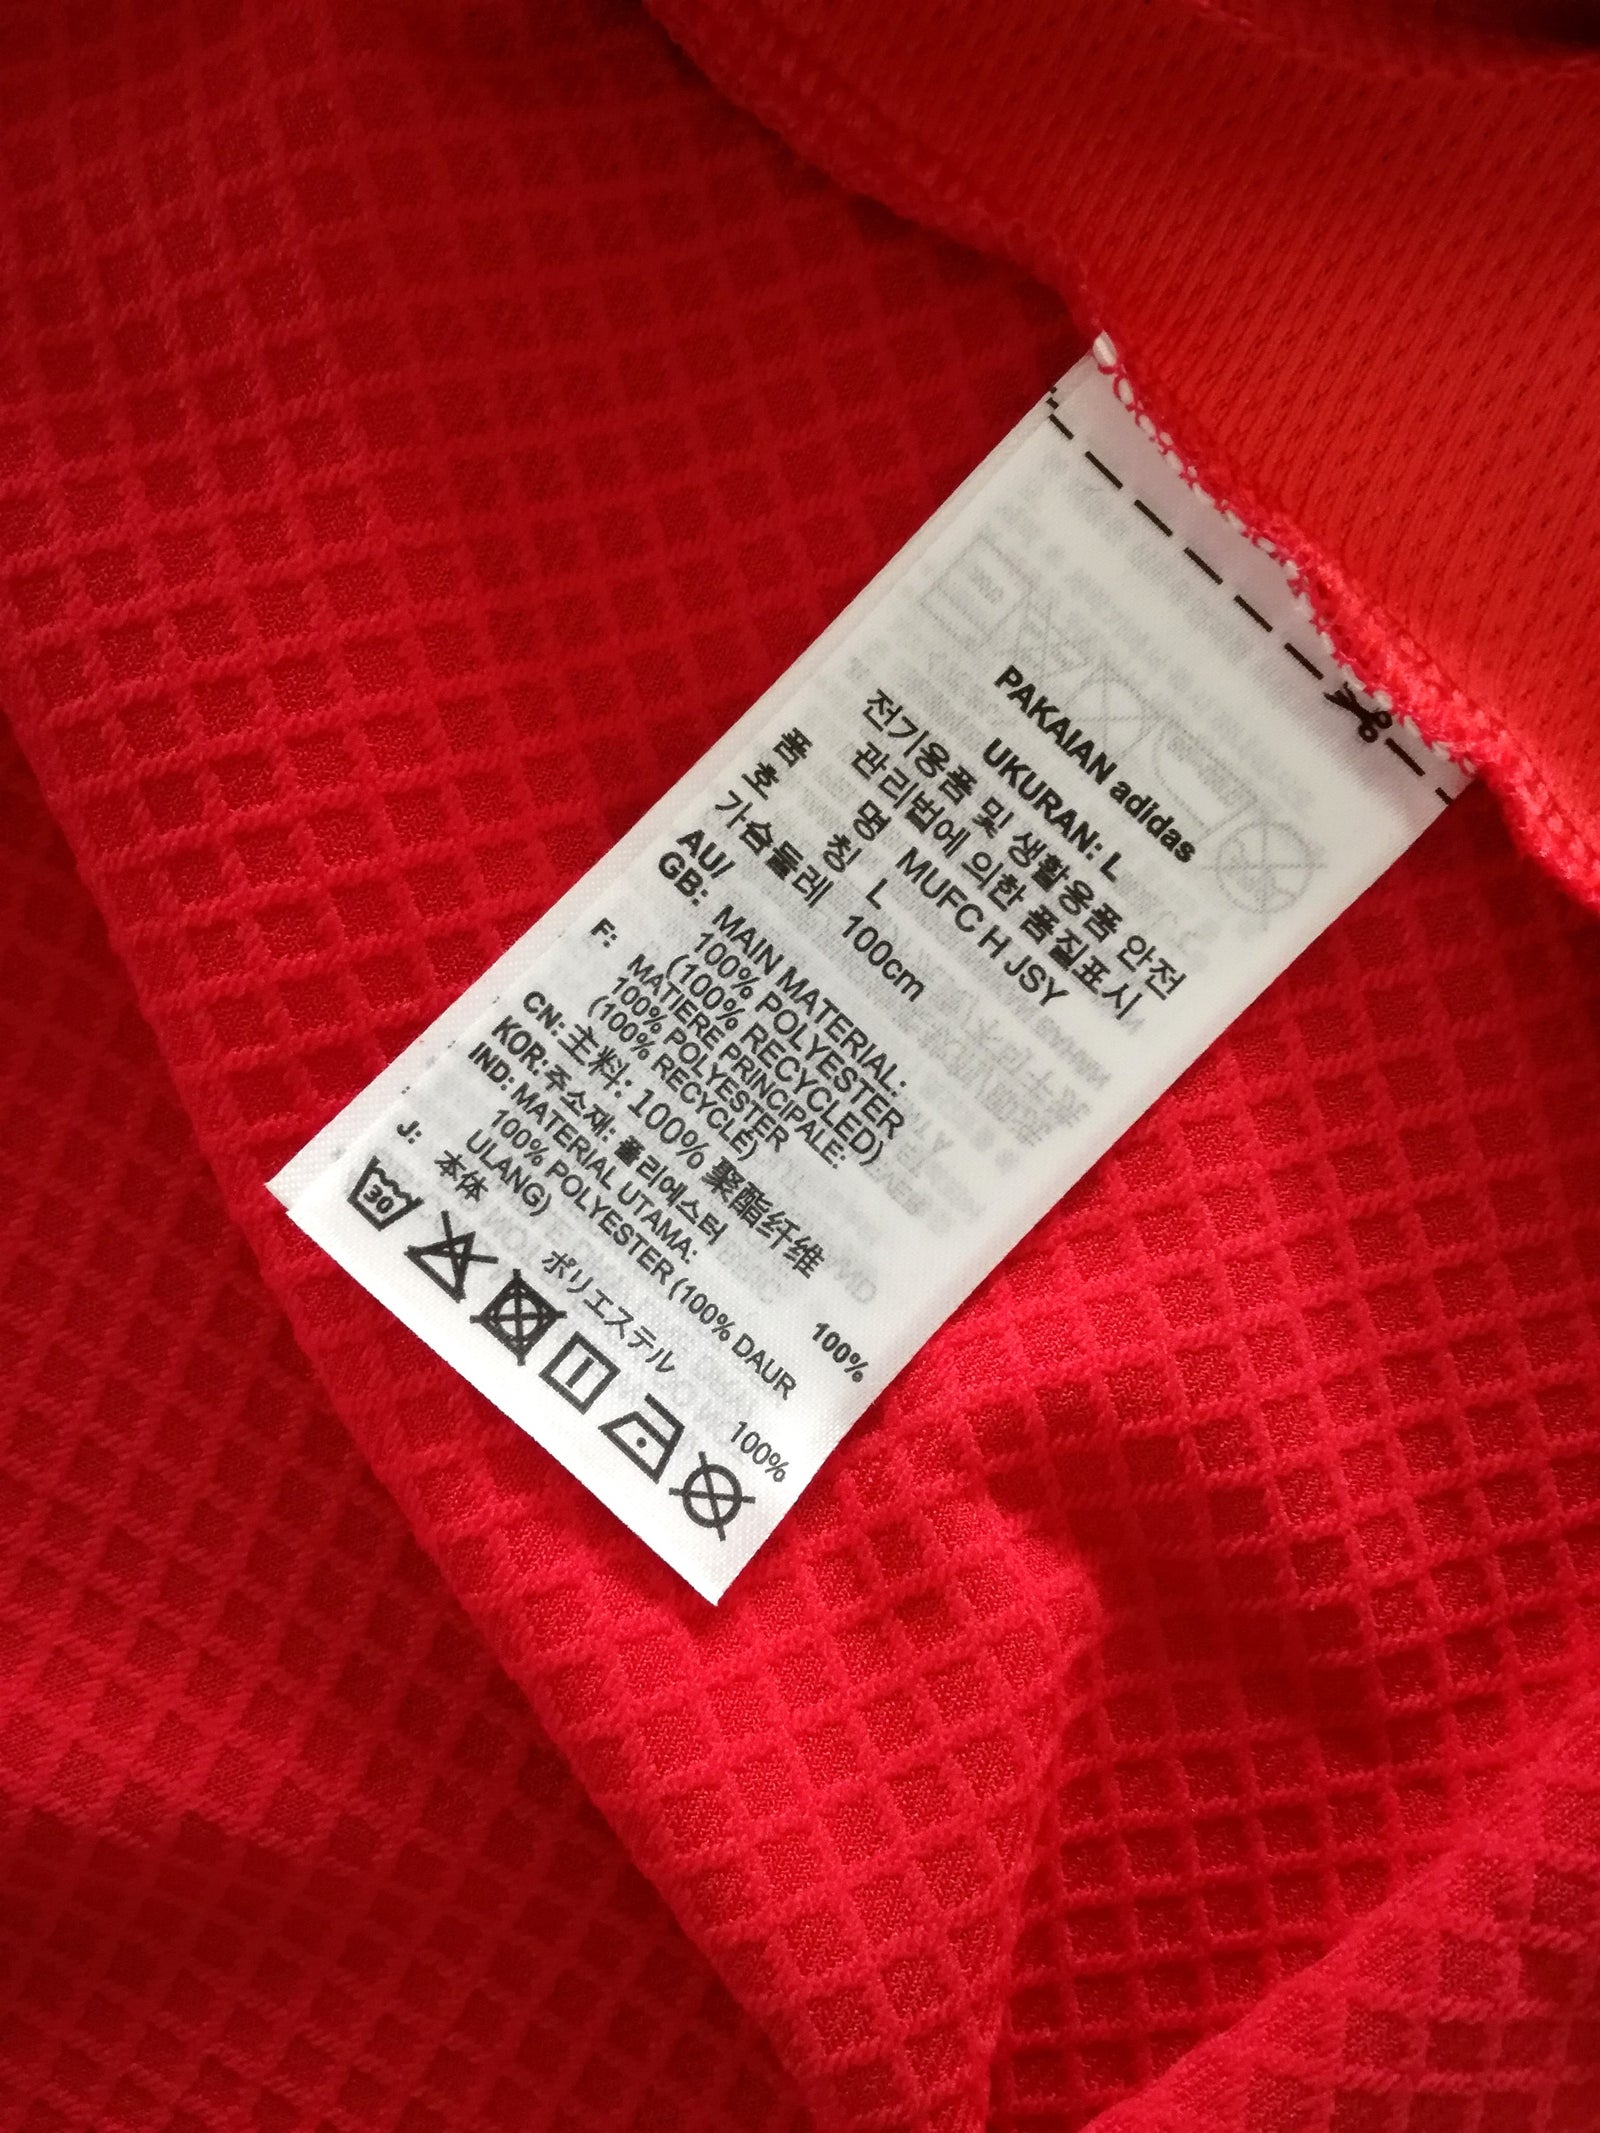 PAKAIAN adidas
UKURAN: L
전기용품 및 생활용품 안전
관리법에 의한 품질표시
품 명 MUFC H JSY
호 칭 L
가슴둘레 100cm
AU/
GB: MAIN MATERIAL:
100% POLYESTER
(100% RECYCLED)
F: MATIERE PRINCIPALE:
100% POLYESTER
(100% RECYCLÉ)
CN: 主料: 100% 聚酯纤维
KOR: 주소재: 폴리에스터 100%
IND: MATERIAL UTAMA:
100% POLYESTER (100% DAUR
ULANG)
J: 本体 ポリエステル 100%
30